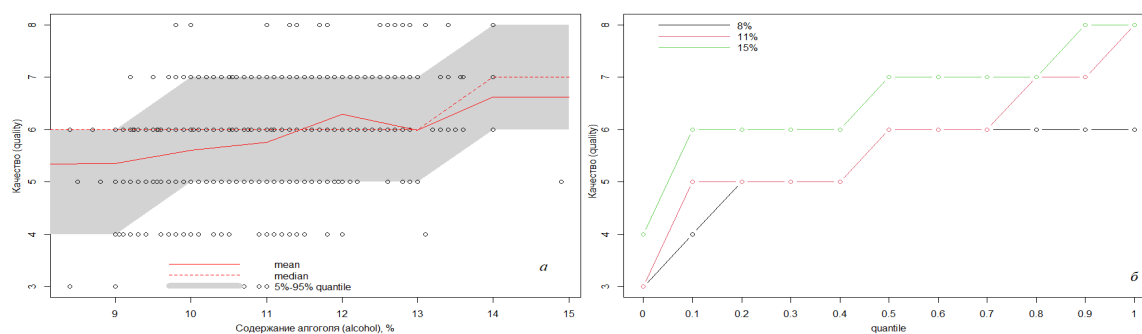 8
7
6
5
4
3
Качество (quality)
mean
median
5%-95% quantile
а
9 10 11 12 13 14 15
Содержание алгоголя (alcohol), %
8
7
6
5
4
3
Качество (quality)
8%
11%
15%
б
0 0.1 0.2 0.3 0.4 0.5 0.6 0.7 0.8 0.9 1
quantile